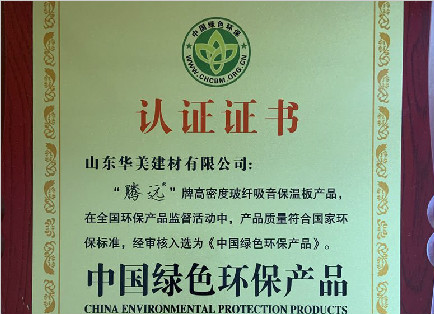 中国绿色环保
WWW.CHCBM.ORG.CN
认证证书
山东华美建材有限公司：
“腾远®”牌高密度玻纤吸音保温板产品，
在全国环保产品监督活动中，产品质量符合国家环
保标准，经审核入选为《中国绿色环保产品》。
中国绿色环保产品
CHINA ENVIRONMENTAL PROTECTION PRODUCTS